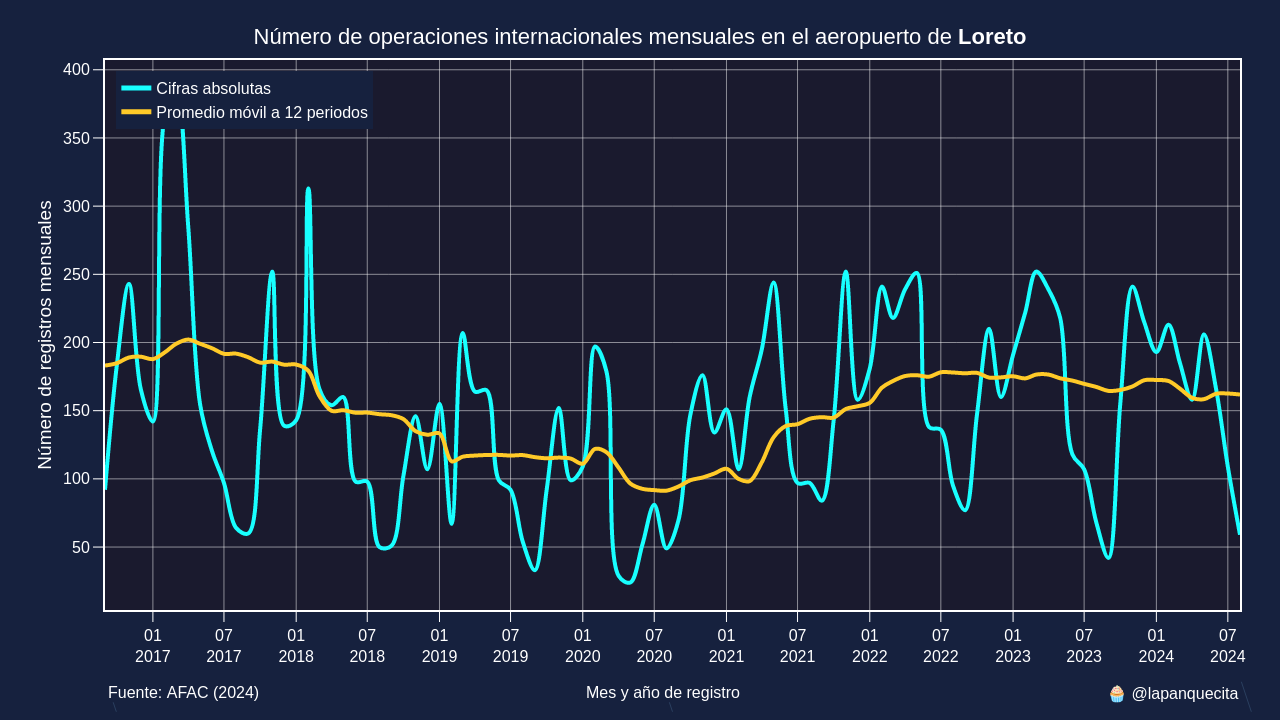 Número de operaciones internacionales mensuales en el aeropuerto de Loreto
Cifras absolutas
Promedio móvil a 12 periodos
Número de registros mensuales
400
350
300
250
200
150
100
50
01 07 01 07 01 07 01 07 01 07 01 07 01 07 01 07
2017 2017 2018 2018 2019 2019 2020 2020 2021 2021 2022 2022 2023 2023 2024 2024
Fuente: AFAC (2024)
Mes y año de registro
🧁 @lapanquecita